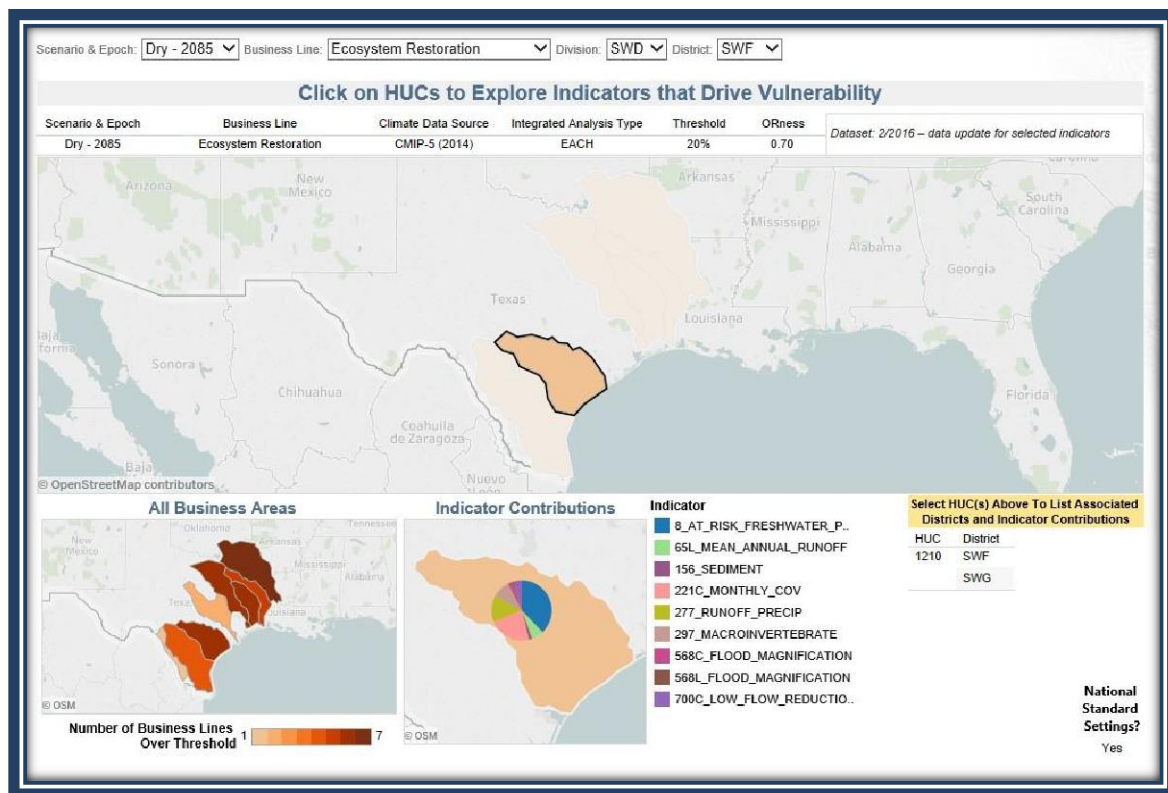 Scenario & Epoch: Dry - 2085 Business Line: Ecosystem Restoration Division: SWD District: SWF
Click on HUCs to Explore Indicators that Drive Vulnerability
Scenario & Epoch Business Line Climate Data Source Integrated Analysis Type Threshold ORness
Dry - 2085 Ecosystem Restoration CMIP-5 (2014) EACH 20% 0.70
Dataset: 2/2016 – data update for selected indicators
Arizona
New
Mexico
Arkansas
South
Carolina
Mississippi
Alabama
Georgia
Texas
Louisiana
Sonora
Chihuahua
Florida
Coahuila
de Zaragoza
Baja
Nuevo
© OpenStreetMap contributors
All Business Areas
Oklahoma
Tennessee
New
Mexico
Arkansas
Mississippi
Alabama
Texas
Louisiana
© OSM
Number of Business Lines
Over Threshold 1 7
Indicator Contributions
© OSM
Indicator
8_AT_RISK_FRESHWATER_P..
65L_MEAN_ANNUAL_RUNOFF
156_SEDIMENT
221C_MONTHLY_COV
277_RUNOFF_PRECIP
297_MACROINVERTEBRATE
568C_FLOOD_MAGNIFICATION
568L_FLOOD_MAGNIFICATION
700C_LOW_FLOW_REDUCTIO..
Select HUC(s) Above To List Associated
Districts and Indicator Contributions
HUC District
1210 SWF
SWG
National
Standard
Settings?
Yes